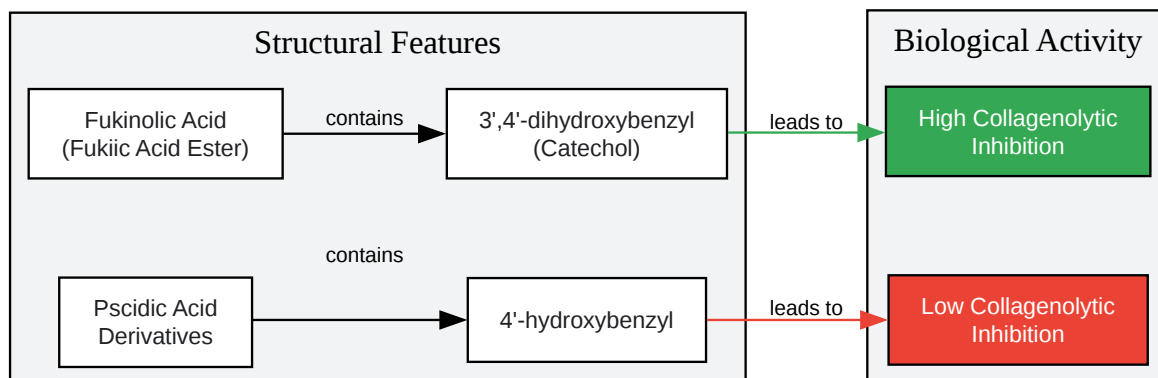 Structural Features
Biological Activity
Fukinolic Acid
(Fukiic Acid Ester)
contains
3',4'-dihydroxybenzyl
(Catechol)
leads to
High Collagenolytic
Inhibition
contains
Pscidic Acid
Derivatives
4'-hydroxybenzyl
leads to
Low Collagenolytic
Inhibition